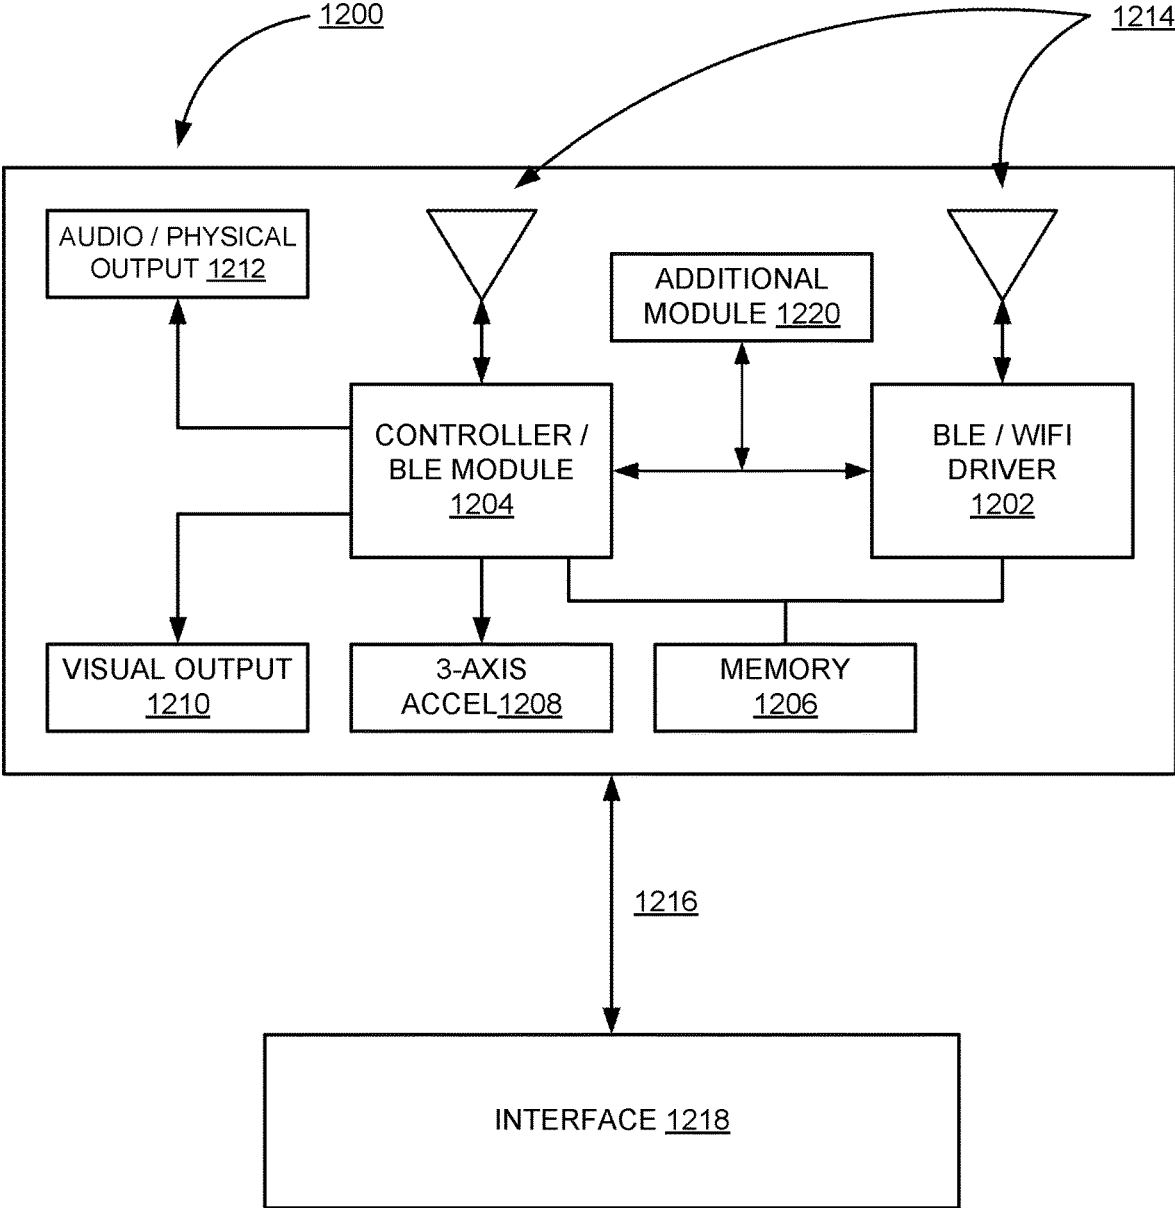 1200
1214
AUDIO / PHYSICAL
OUTPUT 1212
ADDITIONAL
MODULE 1220
CONTROLLER /
BLE MODULE
1204
BLE / WIFI
DRIVER
1202
VISUAL OUTPUT
1210
3-AXIS
ACCEL1208
MEMORY
1206
1216
INTERFACE 1218